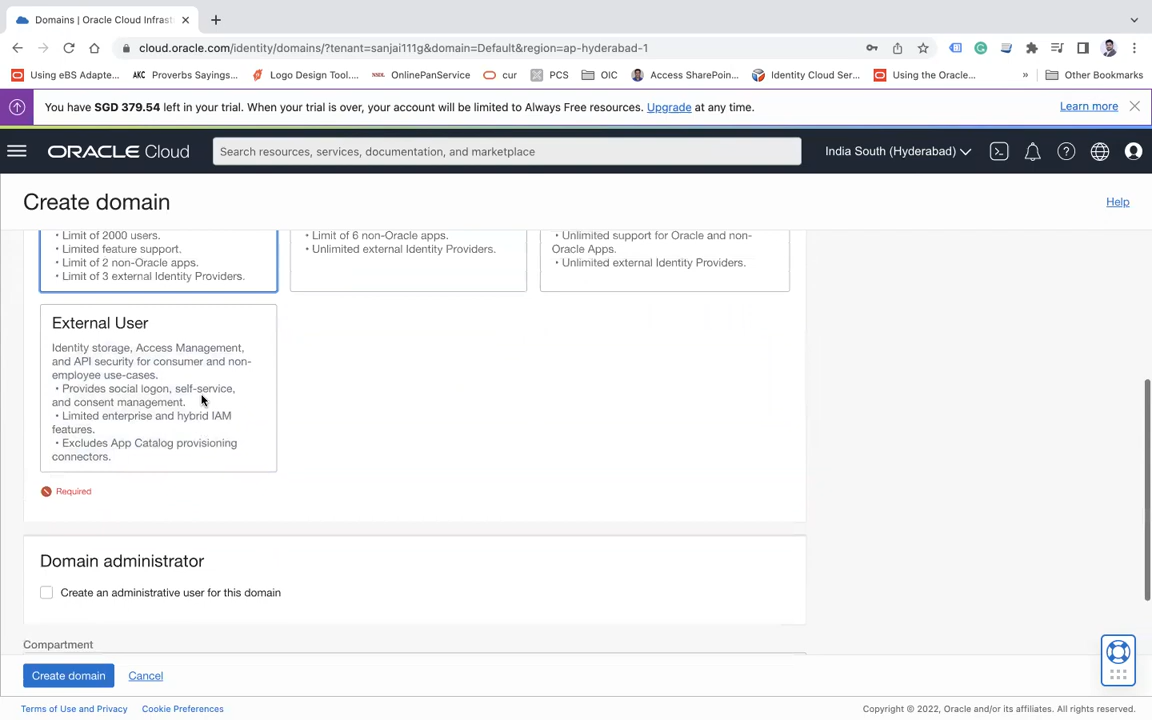 Domains | Oracle Cloud Infrast
cloud.oracle.com/identity/domains/?tenant=sanjai111g&domain=Default&region=ap-hyderabad-1
Using eBS Adapte... Proverbs Sayings... Logo Design Tool.... OnlinePanService cur PCS OIC Access SharePoin... Identity Cloud Ser... Using the Oracle... » Other Bookmarks
You have SGD 379.54 left in your trial. When your trial is over, your account will be limited to Always Free resources. Upgrade at any time. Learn more
ORACLE Cloud Search resources, services, documentation, and marketplace India South (Hyderabad)
Create domain Help
• Limit of 2000 users.
• Limited feature support.
• Limit of 2 non-Oracle apps.
• Limit of 3 external Identity Providers.
• Limit of 6 non-Oracle apps.
• Unlimited external Identity Providers.
• Unlimited support for Oracle and non-
Oracle Apps.
• Unlimited external Identity Providers.
External User
Identity storage, Access Management,
and API security for consumer and non-
employee use-cases.
• Provides social logon, self-service,
and consent management.
• Limited enterprise and hybrid IAM
features.
• Excludes App Catalog provisioning
connectors.
Required
Domain administrator
Create an administrative user for this domain
Compartment
Create domain Cancel
Terms of Use and Privacy Cookie Preferences Copyright © 2022, Oracle and/or its affiliates. All rights reserved.